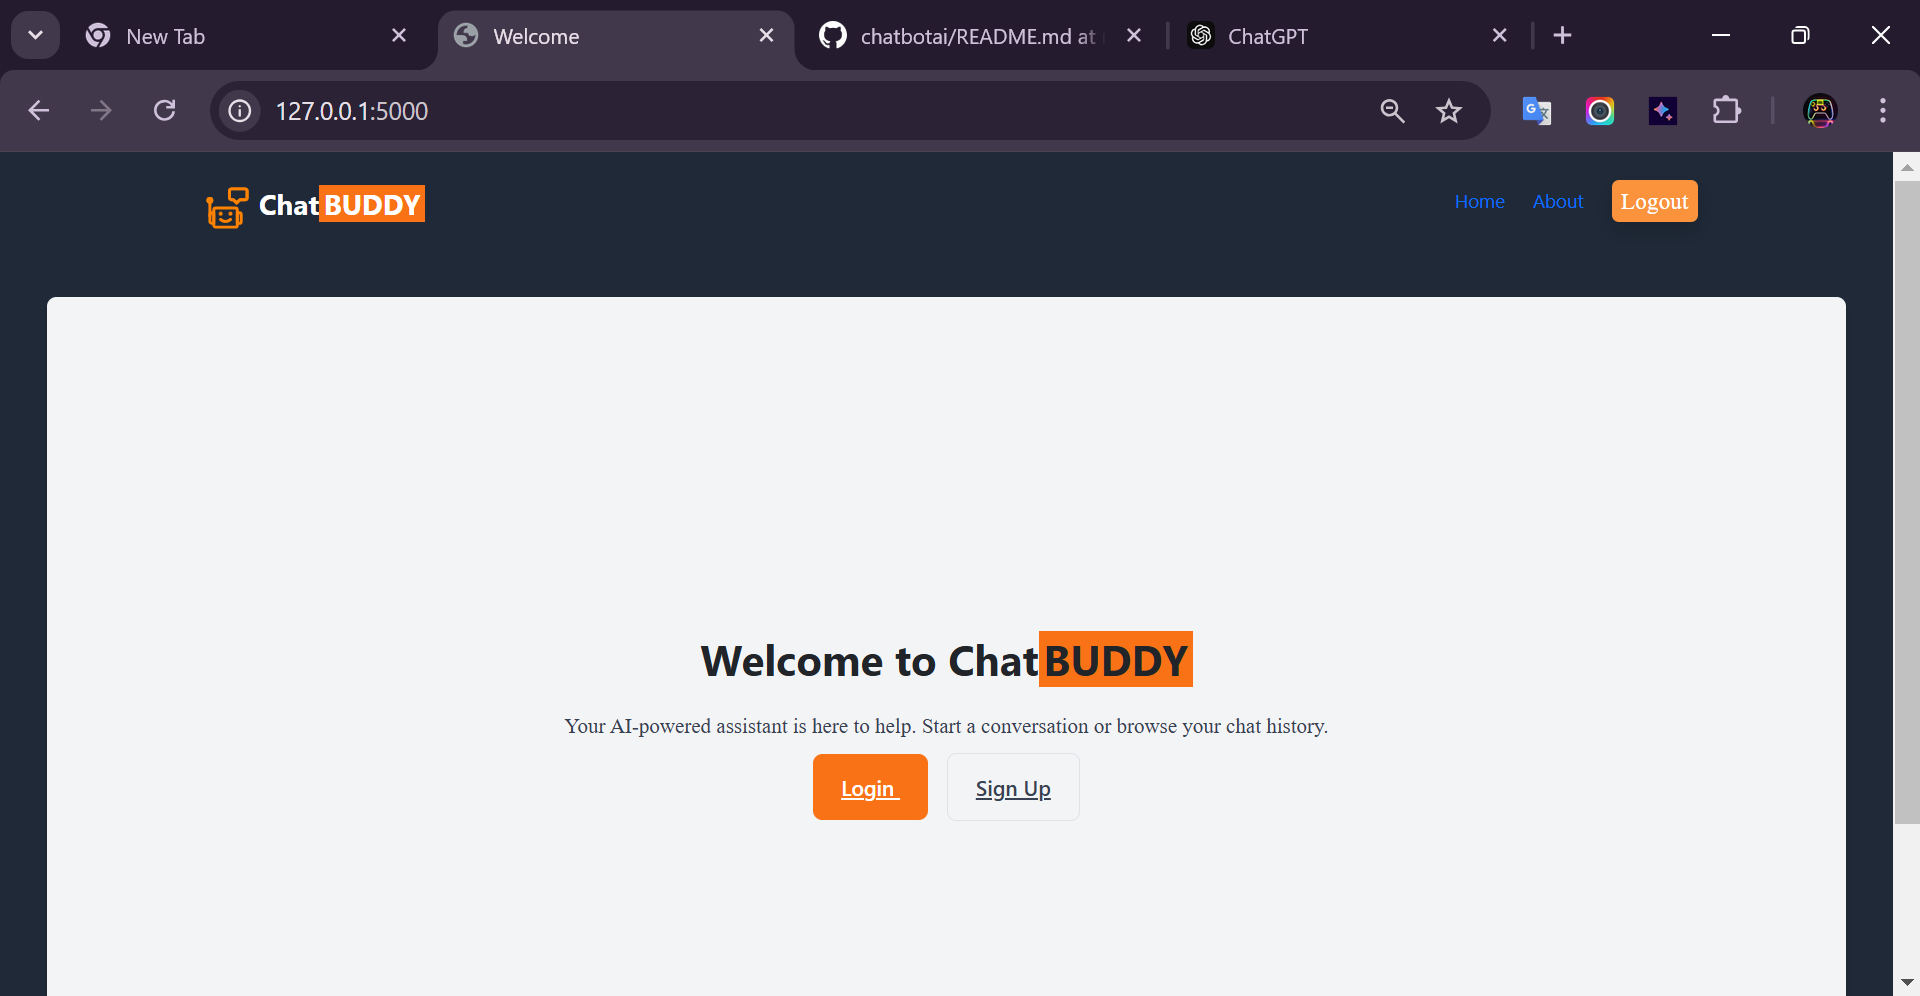 New Tab
Welcome
chatbotai/README.md at
ChatGPT
127.0.0.1:5000
ChatBUDDY
Home
About
Logout
Welcome to ChatBUDDY
Your AI-powered assistant is here to help. Start a conversation or browse your chat history.
Login
Sign Up